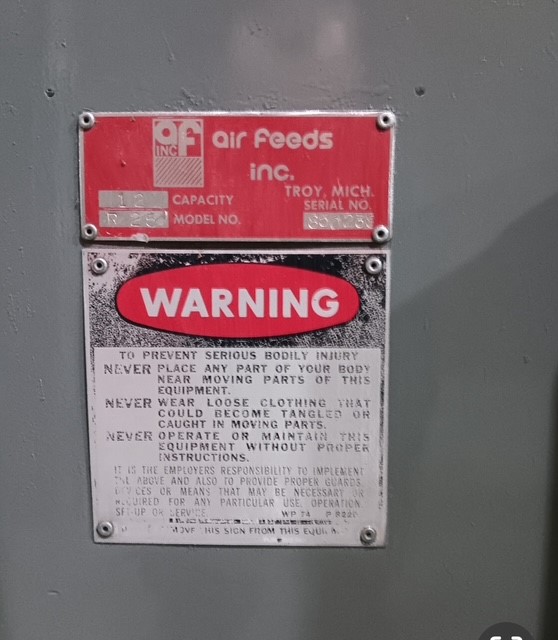 af
INC
air feeds
inc.
TROY, MICH.
12 CAPACITY
SERIAL NO.
MODEL NO.
WARNING
TO PREVENT SERIOUS BODILY INJURY
NEVER PLACE ANY PART OF YOUR BODY
NEAR MOVING PARTS OF THIS
EQUIPMENT.
NEVER WEAR LOOSE CLOTHING THAT
COULD BECOME TANGLED OR
CAUGHT IN MOVING PARTS.
NEVER OPERATE OR MAINTAIN THIS
EQUIPMENT WITHOUT PROPER
INSTRUCTIONS.
IT IS THE EMPLOYERS RESPONSIBILITY TO IMPLEMENT
THE ABOVE AND ALSO TO PROVIDE PROPER GUARDS,
DEVICES OR MEANS THAT MAY BE NECESSARY OR
REQUIRED FOR ANY PARTICULAR USE, OPERATION,
SET-UP OR SERVICE.
THIS SIGN FROM THIS